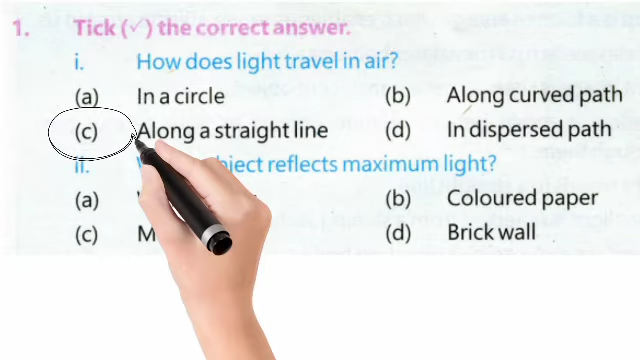 1. Tick (✓) the correct answer.
i. How does light travel in air?
(a) In a circle (b) Along curved path
(c) Along a straight line (d) In dispersed path
ii. object reflects maximum light?
(a) (b) Coloured paper
(c) (d) Brick wall